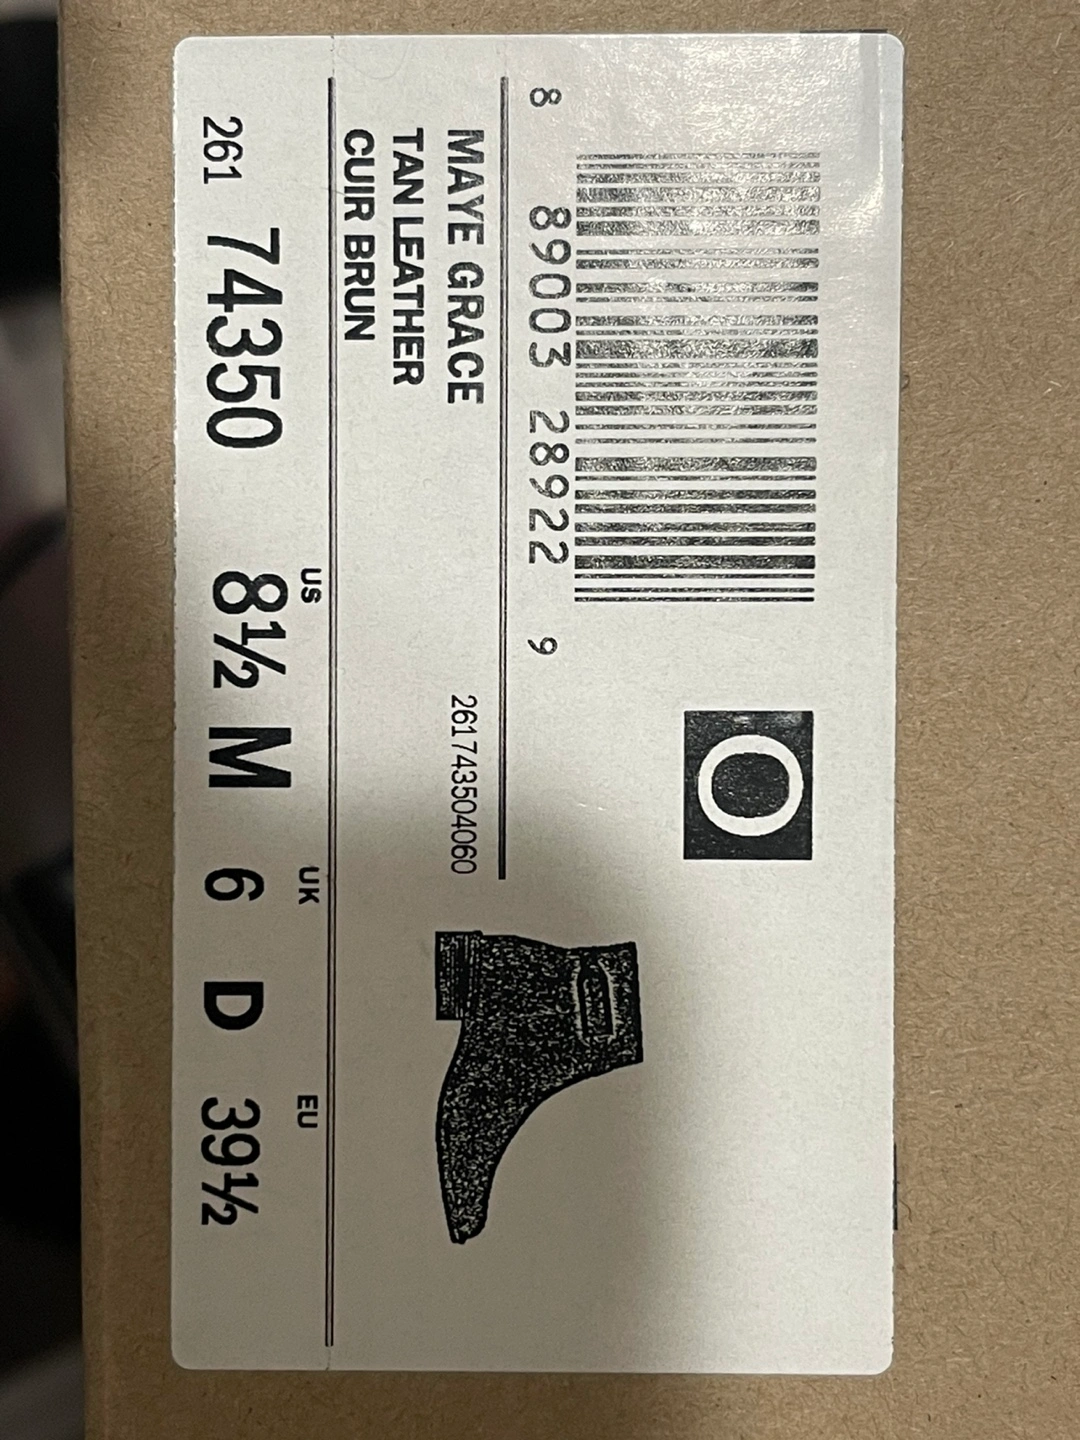 8 89003 28922 9
O
MAYE GRACE
TAN LEATHER
CUIR BRUN
261743504060
US UK EU
261 74350 8½ M 6 D 39½